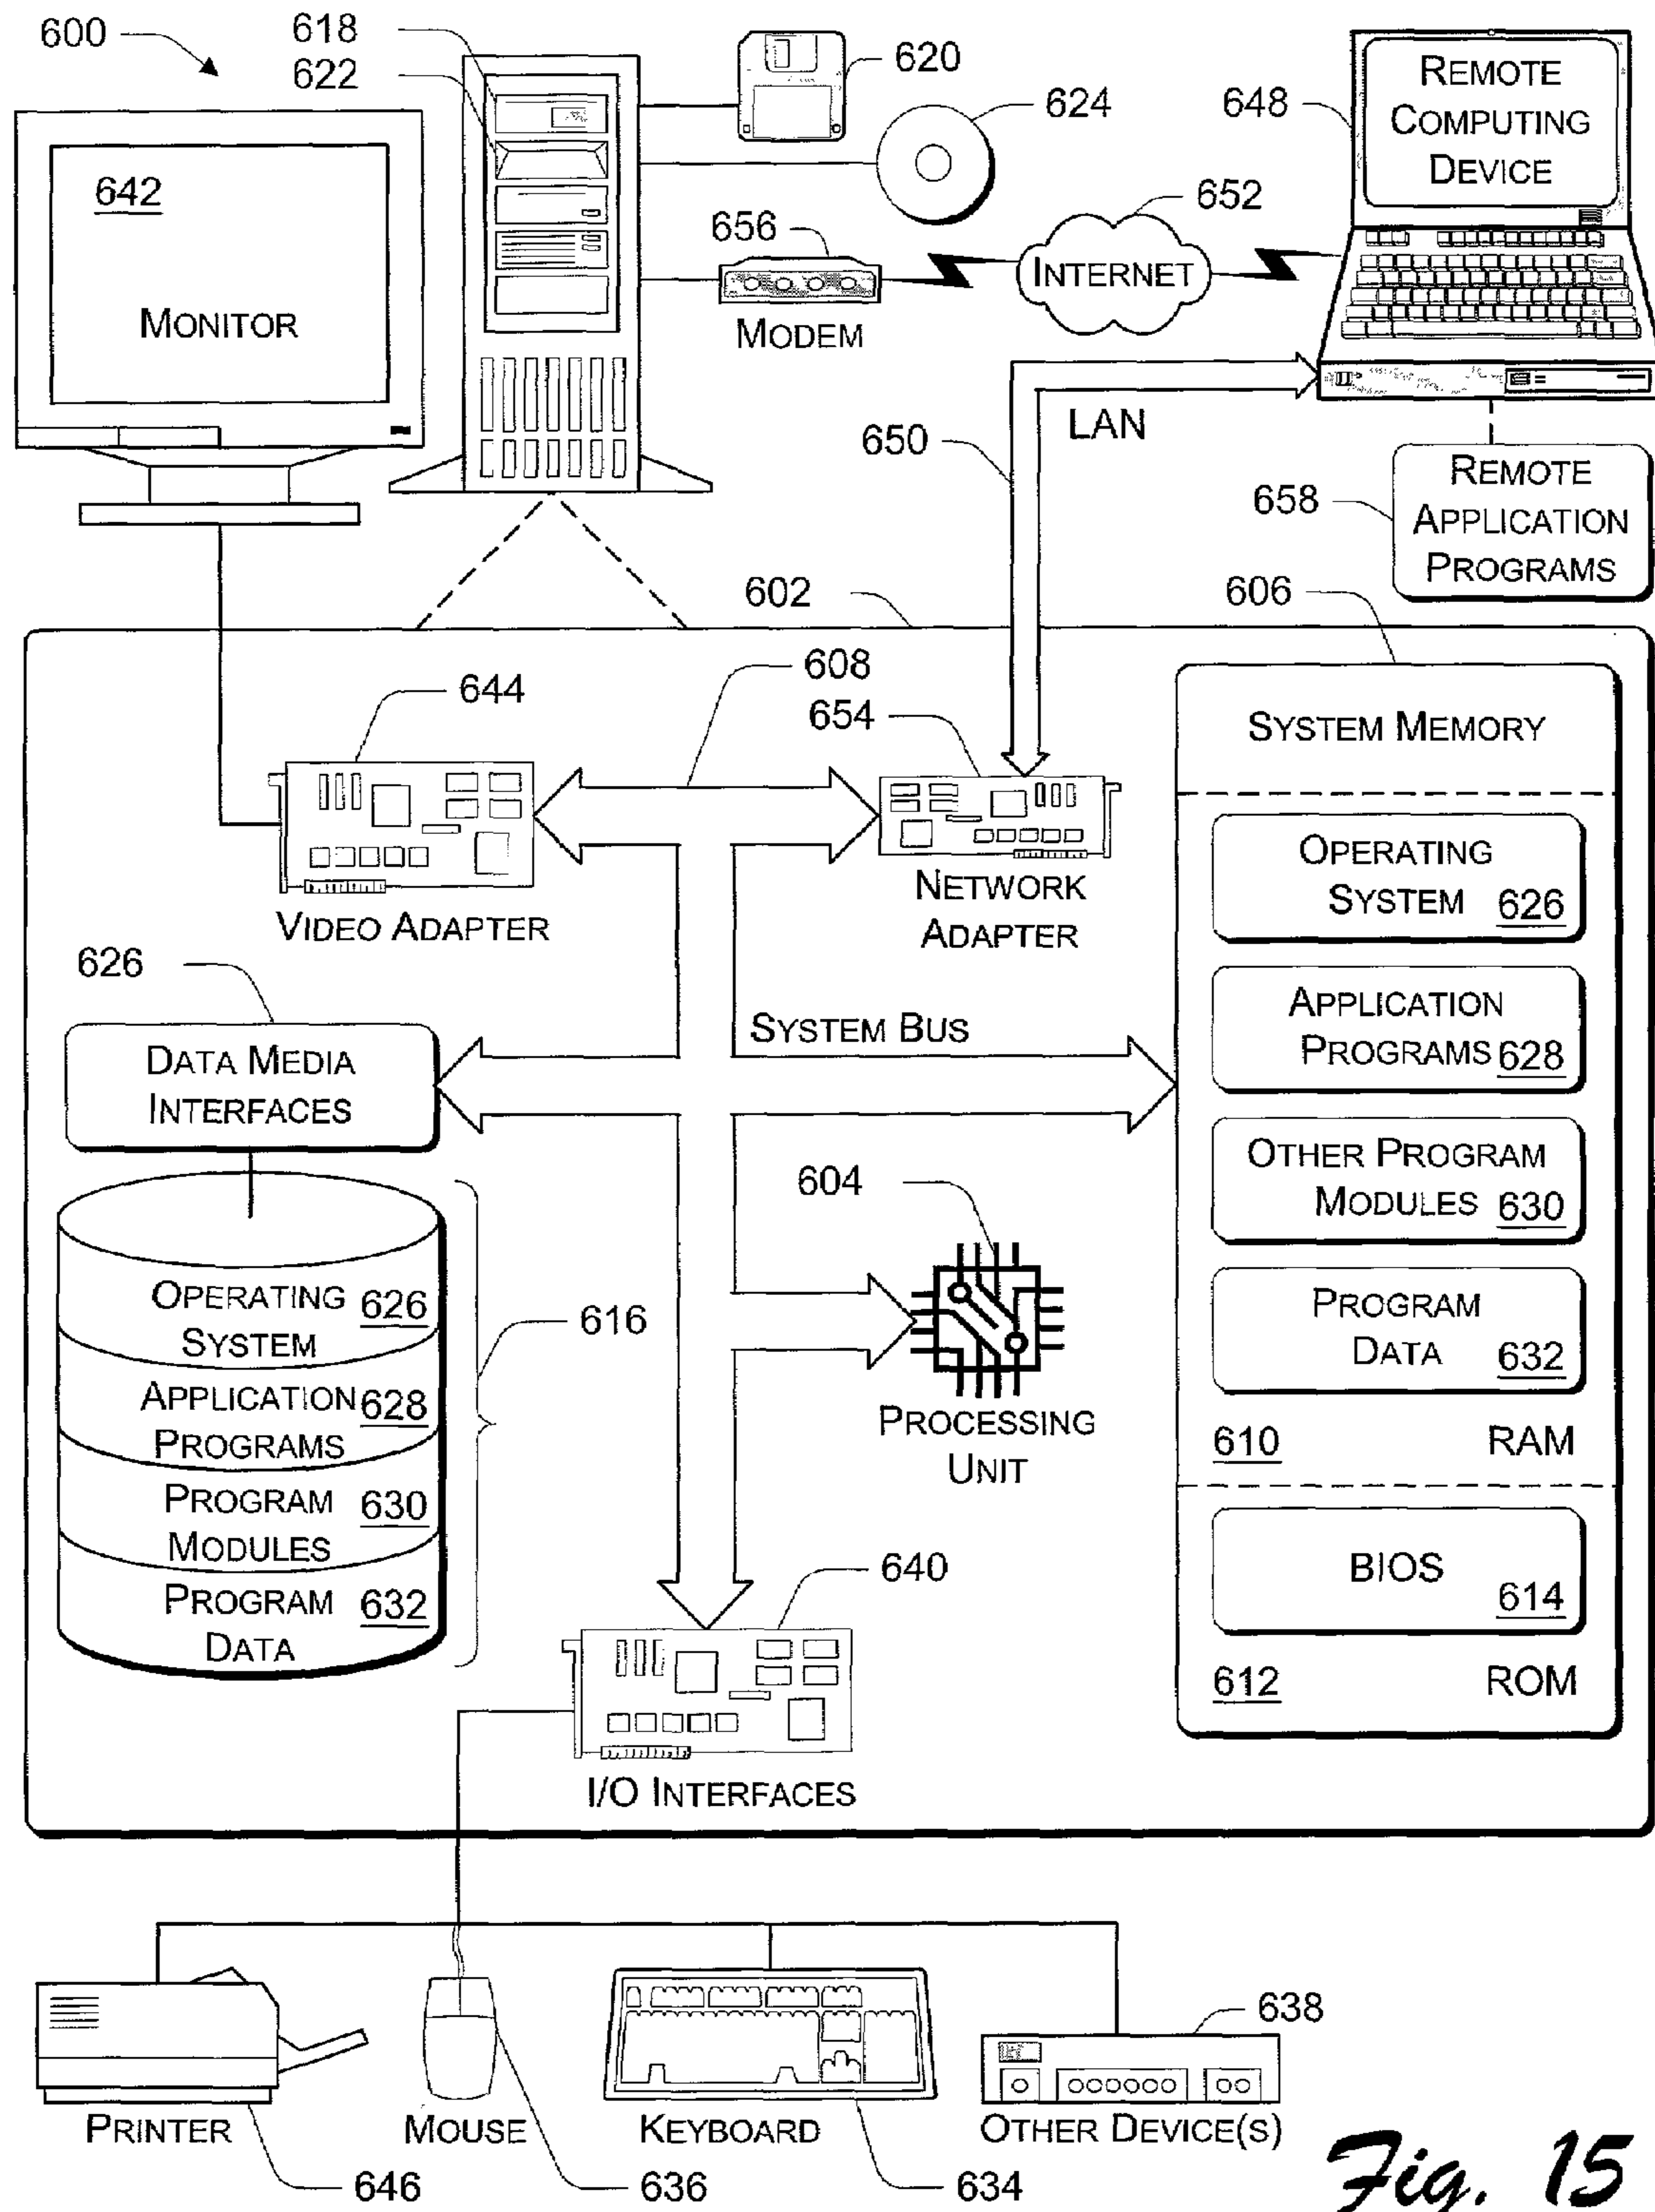 600
618
622
620
624
648
REMOTE
COMPUTING
DEVICE
642
MONITOR
656
MODEM
652
INTERNET
LAN
650
658
REMOTE
APPLICATION
PROGRAMS
602
606
608
644
654
VIDEO ADAPTER
NETWORK
ADAPTER
SYSTEM MEMORY
OPERATING
SYSTEM 626
APPLICATION
PROGRAMS 628
OTHER PROGRAM
MODULES 630
PROGRAM
DATA 632
610 RAM
BIOS
614
612 ROM
626
DATA MEDIA
INTERFACES
SYSTEM BUS
604
PROCESSING
UNIT
OPERATING 626
SYSTEM
APPLICATION 628
PROGRAMS
PROGRAM 630
MODULES
PROGRAM 632
DATA
616
640
I/O INTERFACES
638
PRINTER
MOUSE
KEYBOARD
OTHER DEVICE(S)
646
636
634
Fig. 15